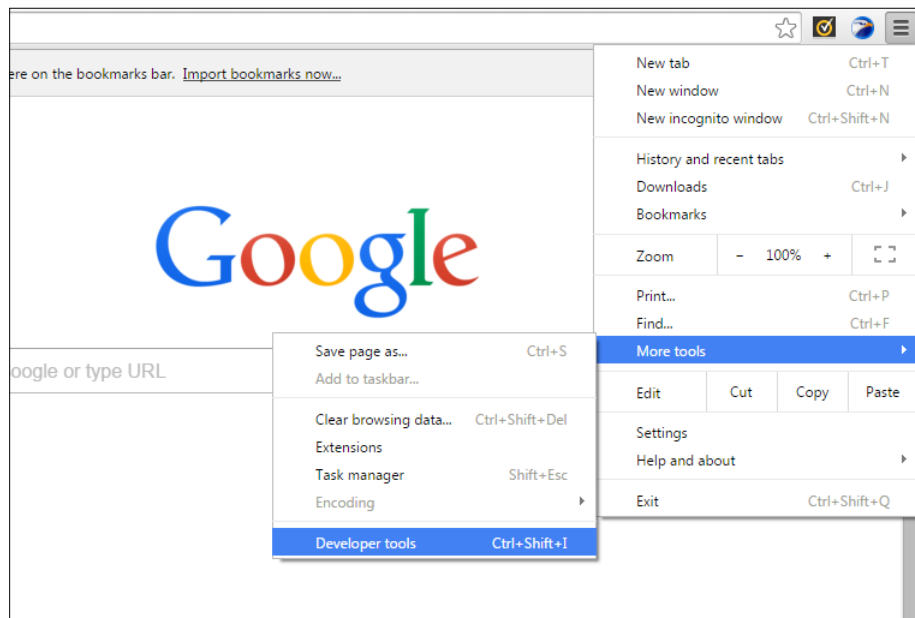 ere on the bookmarks bar. Import bookmarks now...
Google
oogle or type URL
New tab Ctrl+T
New window Ctrl+N
New incognito window Ctrl+Shift+N
History and recent tabs
Downloads Ctrl+J
Bookmarks
Zoom - 100% +
Print... Ctrl+P
Find... Ctrl+F
More tools
Edit Cut Copy Paste
Settings
Help and about
Exit Ctrl+Shift+Q
Save page as... Ctrl+S
Add to taskbar...
Clear browsing data... Ctrl+Shift+Del
Extensions
Task manager Shift+Esc
Encoding
Developer tools Ctrl+Shift+I